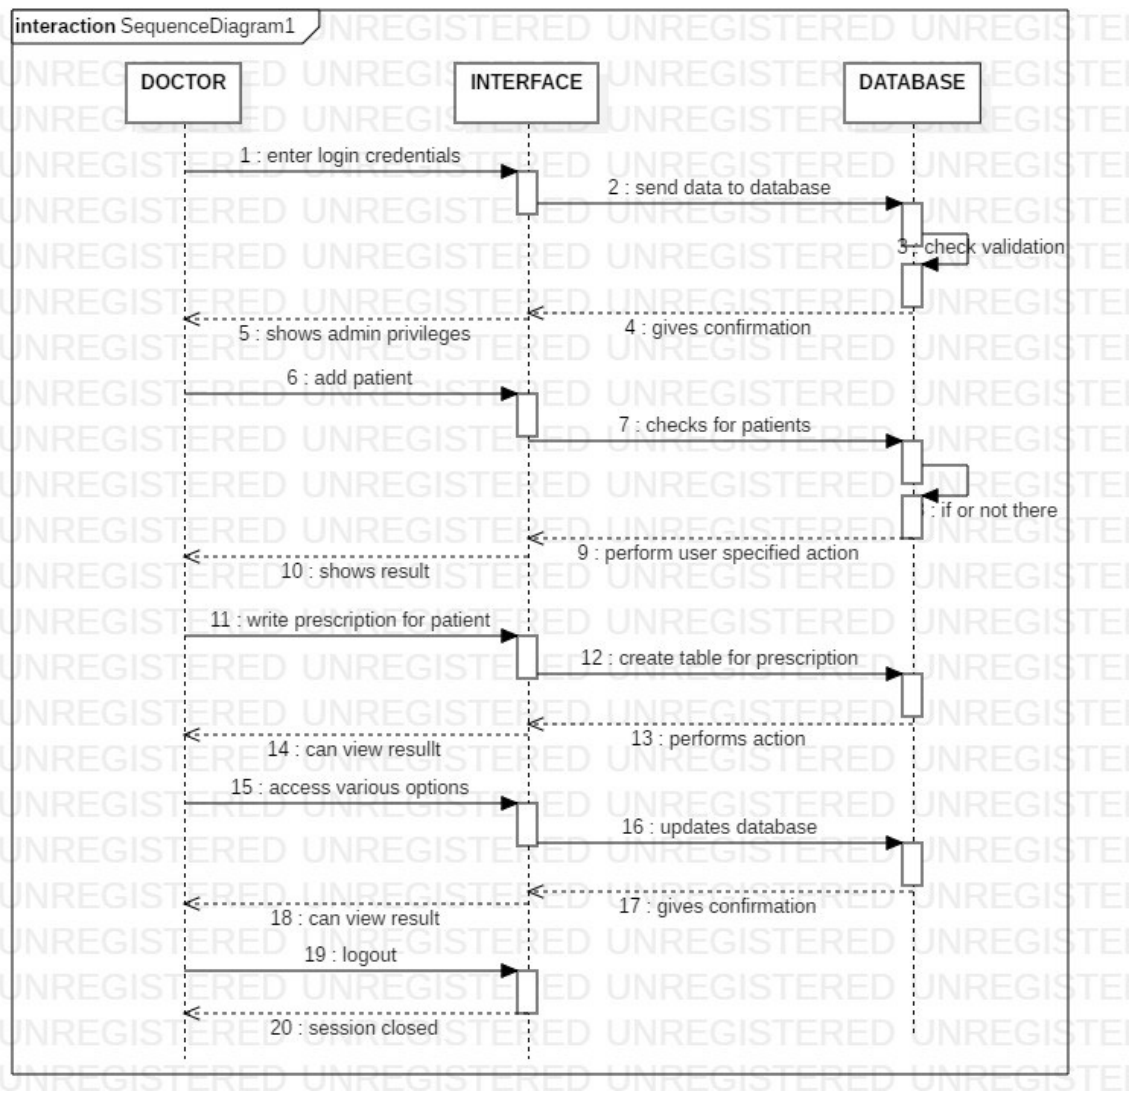 interaction SequenceDiagram1
DOCTOR
INTERFACE
DATABASE
1 : enter login credentials
2 : send data to database
3 : check validation
4 : gives confirmation
5 : shows admin privileges
6 : add patient
7 : checks for patients
: if or not there
9 : perform user specified action
10 : shows result
11 : write prescription for patient
12 : create table for prescription
13 : performs action
14 : can view resullt
15 : access various options
16 : updates database
17 : gives confirmation
18 : can view result
19 : logout
20 : session closed
UNREGISTERED